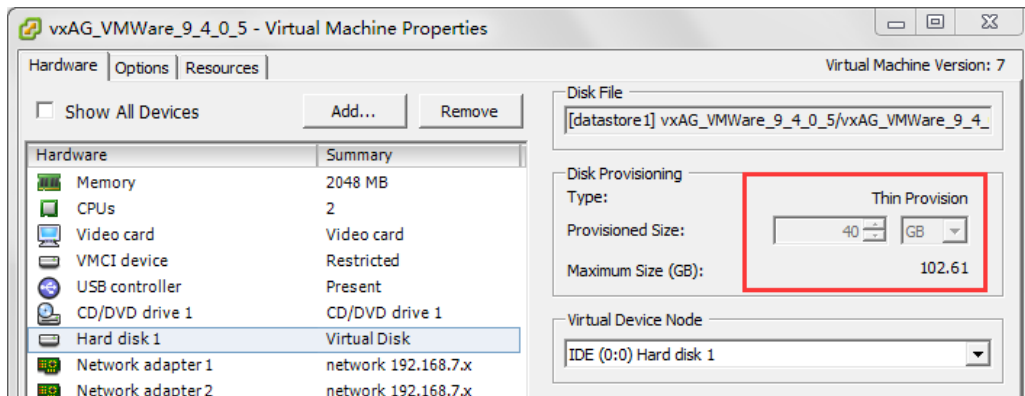 vxAG_VMWare_9_4_0_5 - Virtual Machine Properties
Hardware Options Resources
Virtual Machine Version: 7
Show All Devices
Add...
Remove
Hardware Summary
Memory 2048 MB
CPUs 2
Video card Video card
VMCI device Restricted
USB controller Present
CD/DVD drive 1 CD/DVD drive 1
Hard disk 1 Virtual Disk
Network adapter 1 network 192.168.7.x
Network adapter 2 network 192.168.7.x
Disk File
[datastore1] vxAG_VMWare_9_4_0_5/vxAG_VMWare_9_4_
Disk Provisioning
Type: Thin Provision
Provisioned Size: 40 GB
Maximum Size (GB): 102.61
Virtual Device Node
IDE (0:0) Hard disk 1